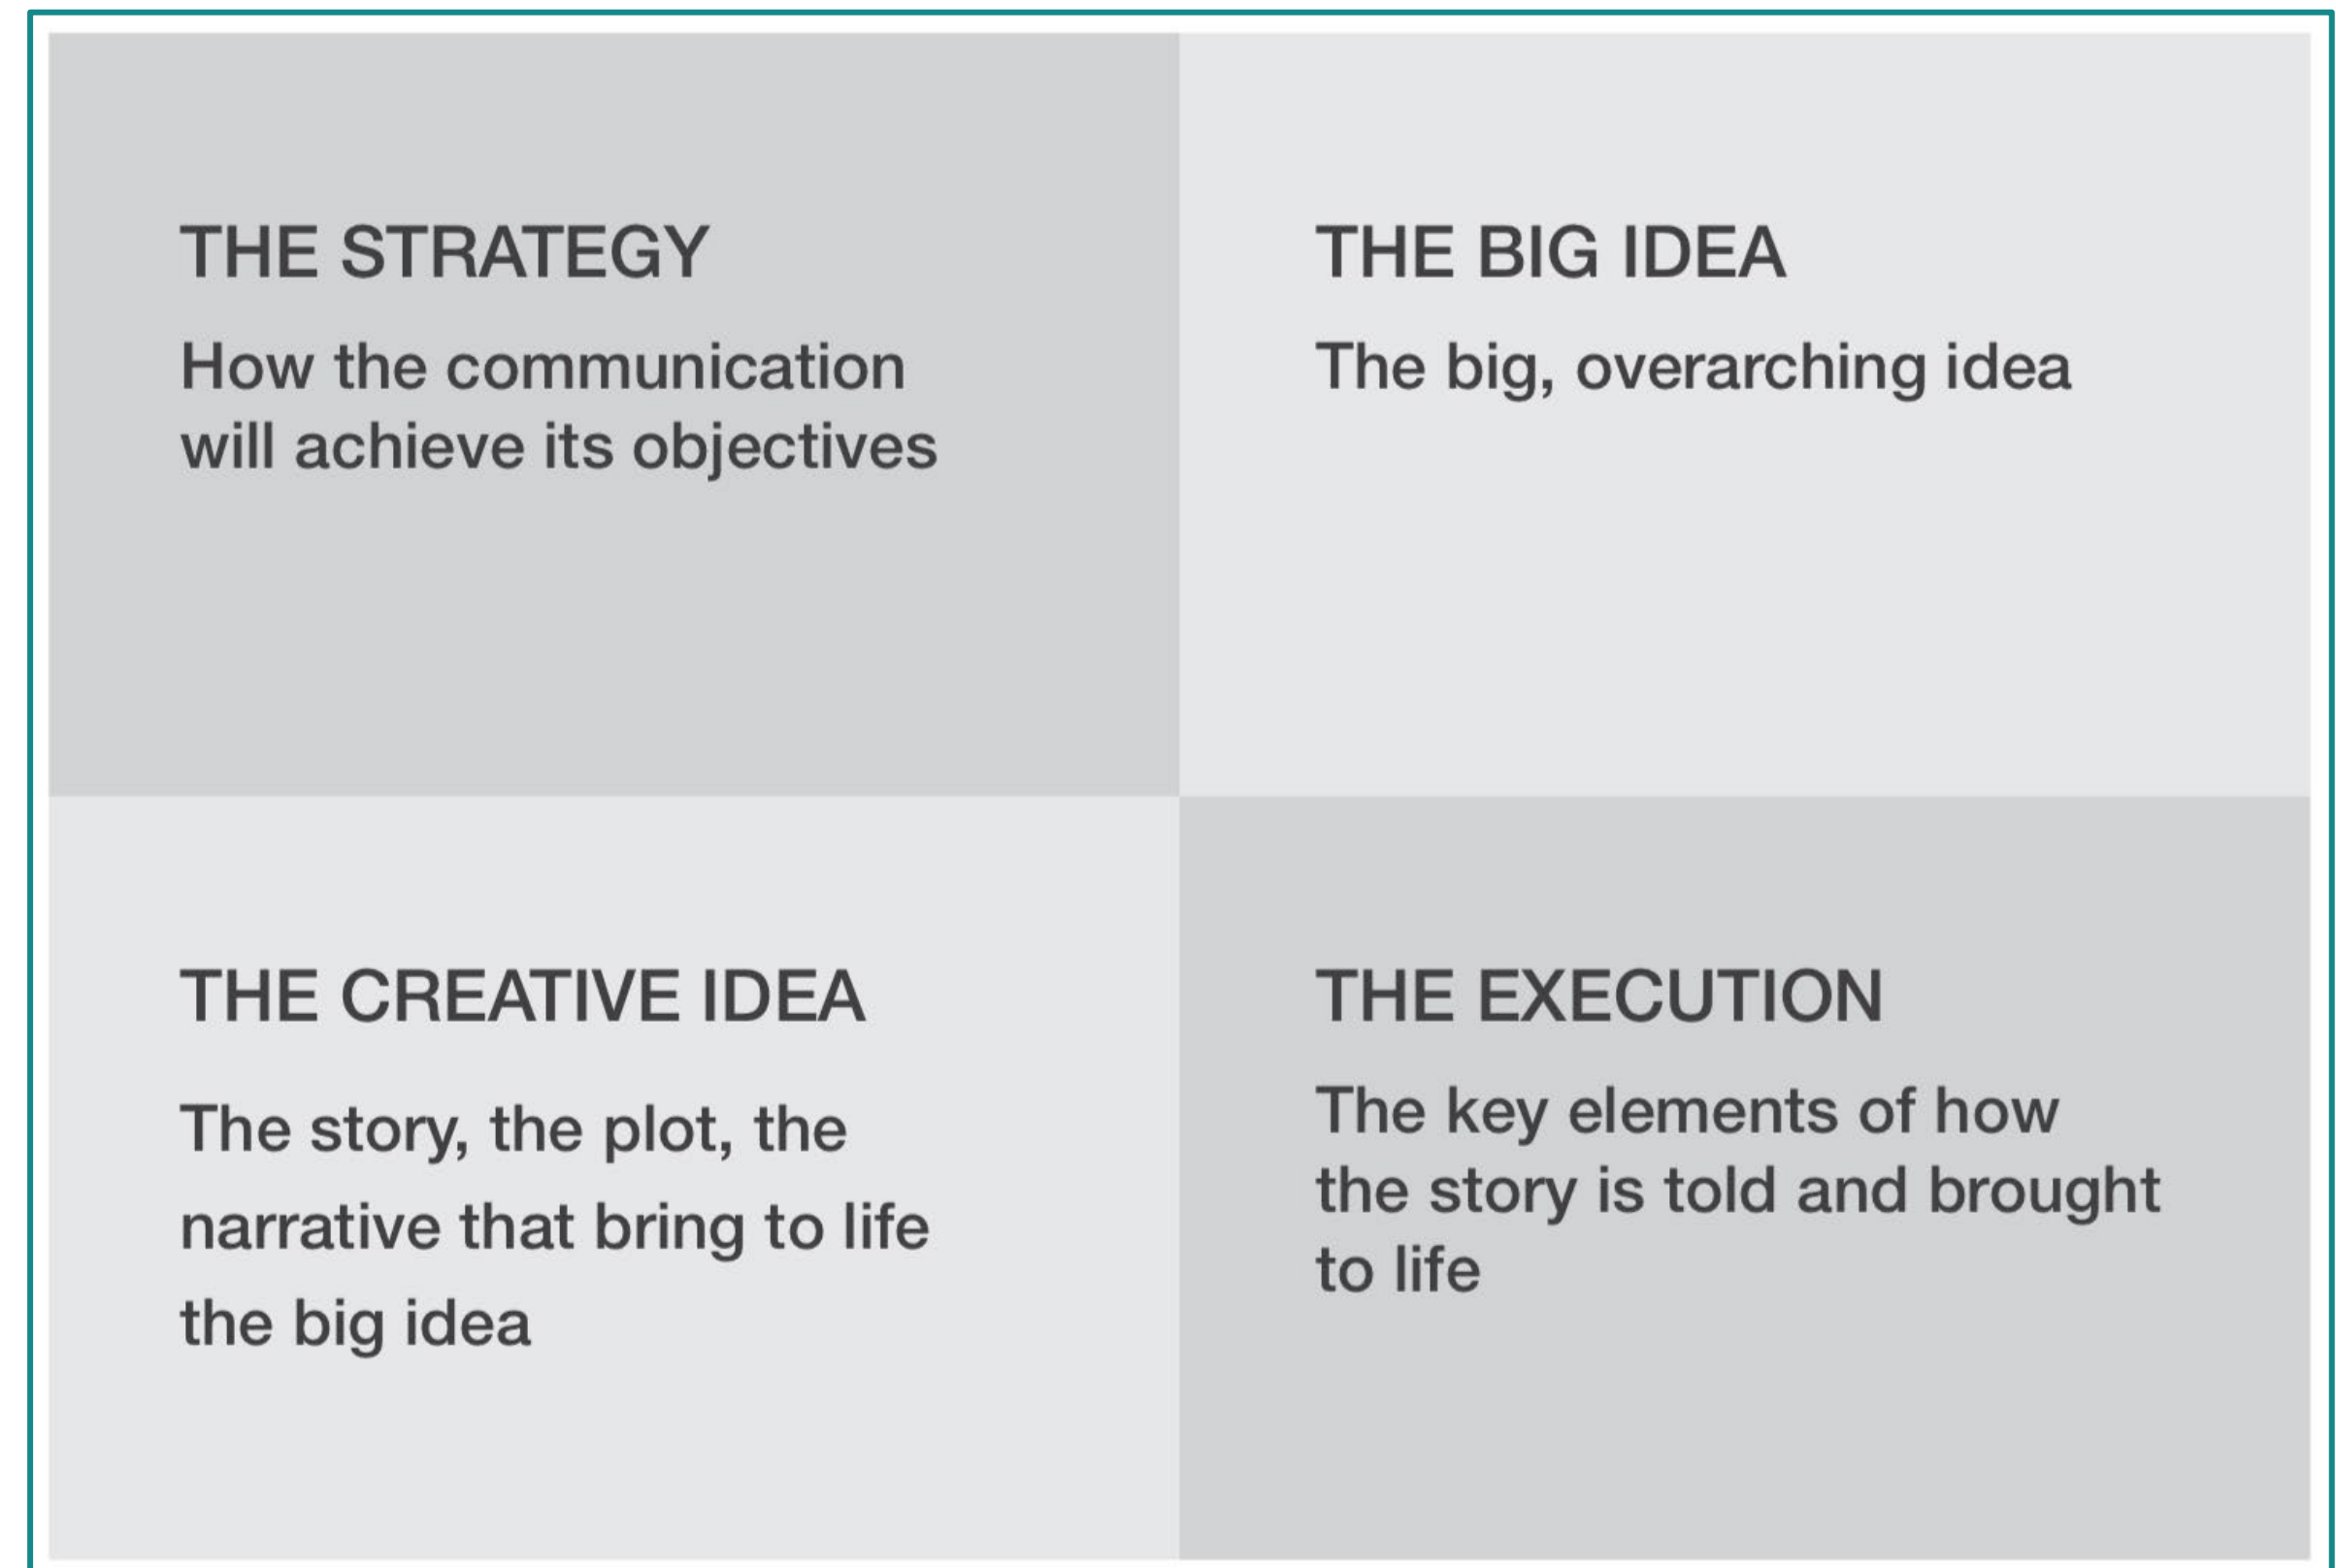 THE STRATEGY
How the communication
will achieve its objectives
THE BIG IDEA
The big, overarching idea
THE CREATIVE IDEA
The story, the plot, the
narrative that bring to life
the big idea
THE EXECUTION
The key elements of how
the story is told and brought
to life